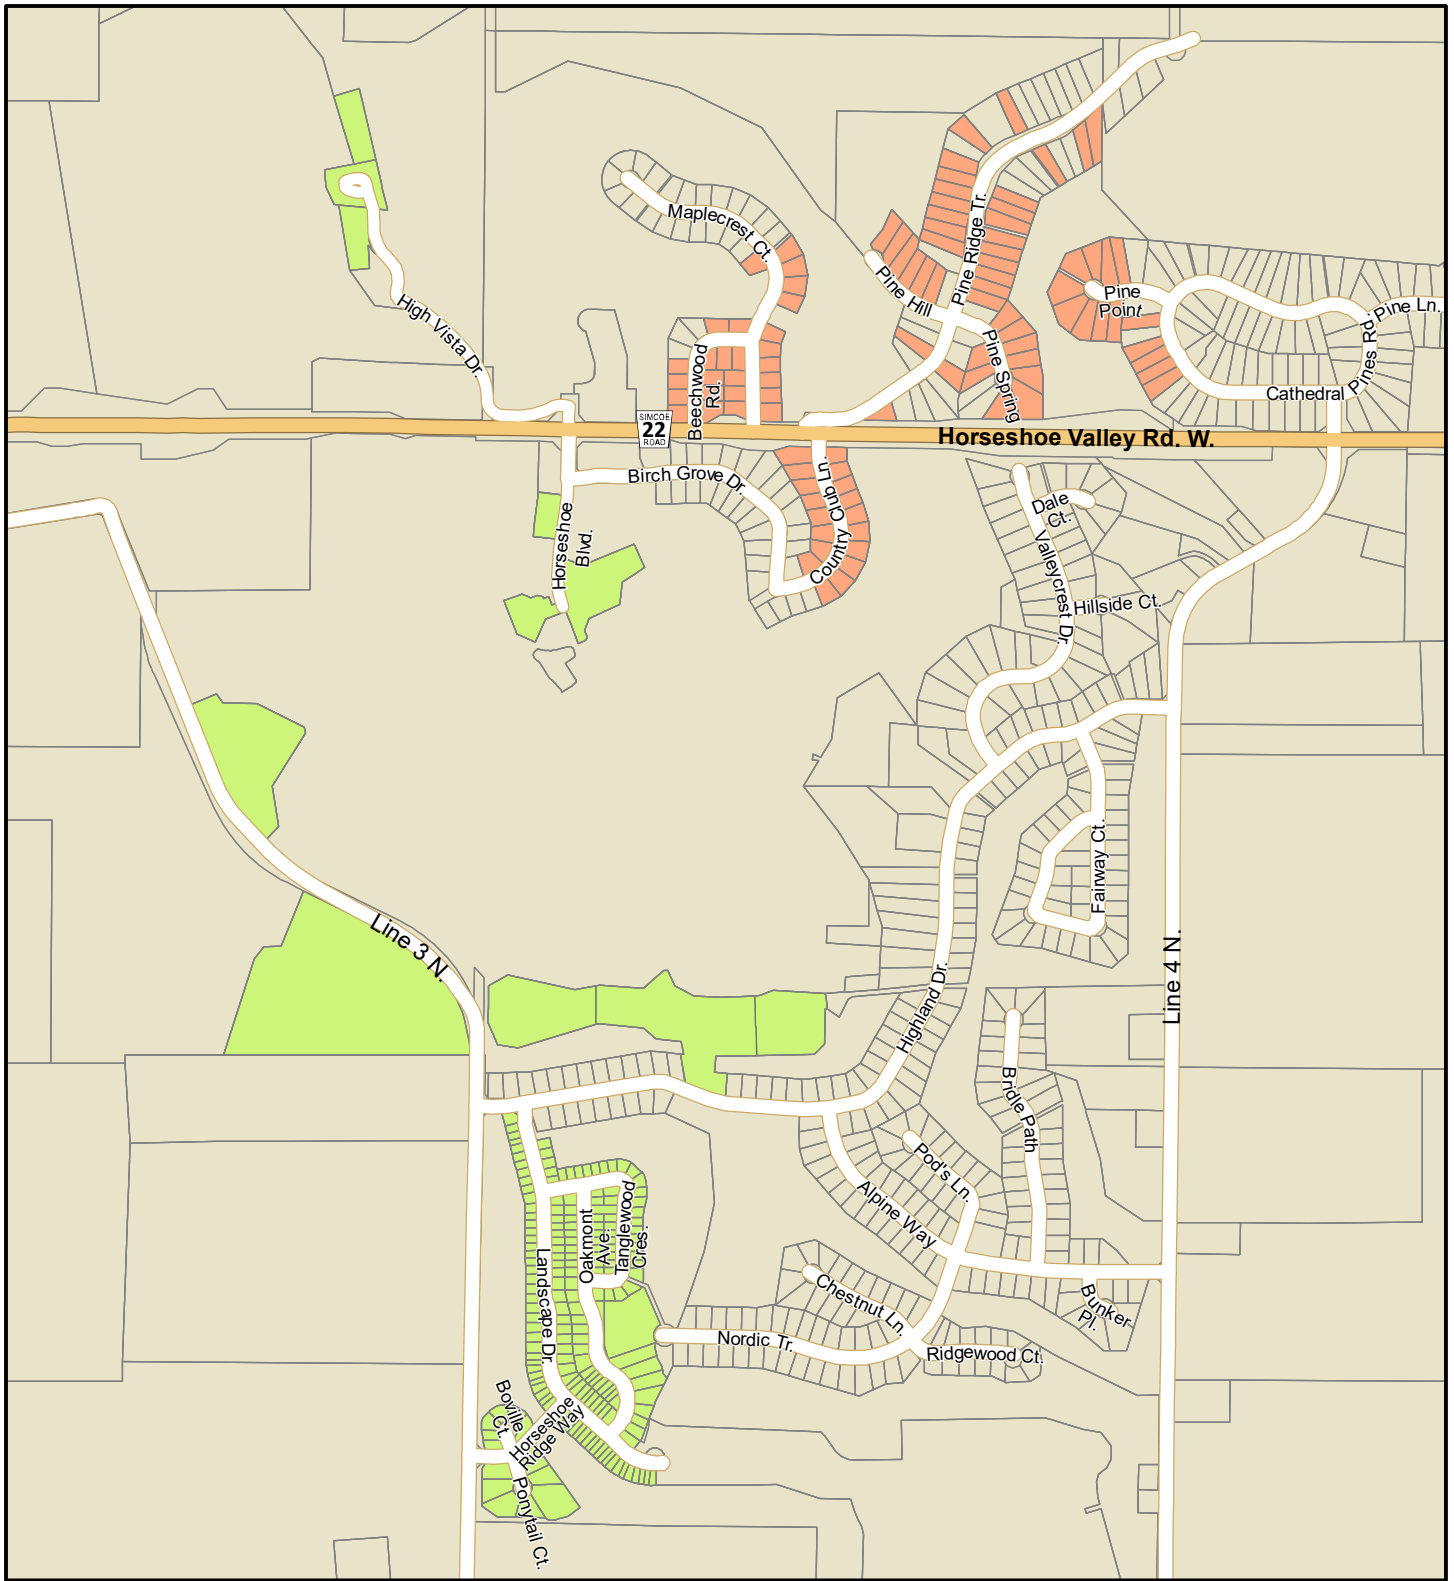 Maplecrest Ct.
Pine Ridge Tr.
Pine Hill
Pine
Point
Pine Ln.
High Vista Dr.
Pine Spring
Beechwood
Rd.
Cathedral Pines Rd.
SIMCOE
22
ROAD
Horseshoe Valley Rd. W.
Birch Grove Dr.
Country Club Ln.
Dale
Ct.
Horseshoe
Blvd.
Valleycrest Dr.
Hillside Ct.
Fairway Ct.
Line 3 N.
Line 4 N.
Highland Dr.
Bridle Path
Pod's Ln.
Alpine Way
Oakmont
Ave.
Tanglewood
Cres.
Landscape Dr.
Chestnut Ln.
Bunker
Pl.
Nordic Tr.
Ridgewood Ct.
Boville
Ct.
Horseshoe
Ridge Way
Ponytail Ct.